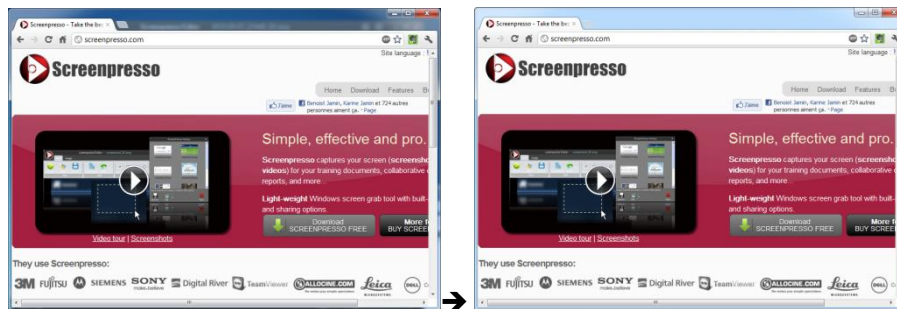 Screenpresso - Take the be
screenpresso.com
Site language :
Screenpresso
Home Download Features
J'aime Benoist Jamin, Karine Jamin et 724 autres
personnes aiment ça. · Page
Simple, effective and pro.
Screenpresso captures your screen (screensho
videos) for your training documents, collaborative
reports, and more...
Light-weight Windows screen grab tool with built-
and sharing options.
Download
SCREENPRESSO FREE
More f
BUY SCREE
Video tour | Screenshots
They use Screenpresso:
3M FUJITSU SIEMENS SONY Digital River TeamViewer ALLOCINE.COM Leica DELL
make.believe
MICROSYSTEMS
➔
Screenpresso - Take the be
screenpresso.com
Site language :
Screenpresso
Home Download Features
J'aime Benoist Jamin, Karine Jamin et 724 autres
personnes aiment ça. · Page
Simple, effective and pro.
Screenpresso captures your screen (screensho
videos) for your training documents, collaborative
reports, and more...
Light-weight Windows screen grab tool with built-
and sharing options.
Download
SCREENPRESSO FREE
More f
BUY SCREE
Video tour | Screenshots
They use Screenpresso:
3M FUJITSU SIEMENS SONY Digital River TeamViewer ALLOCINE.COM Leica DELL
make.believe
MICROSYSTEMS